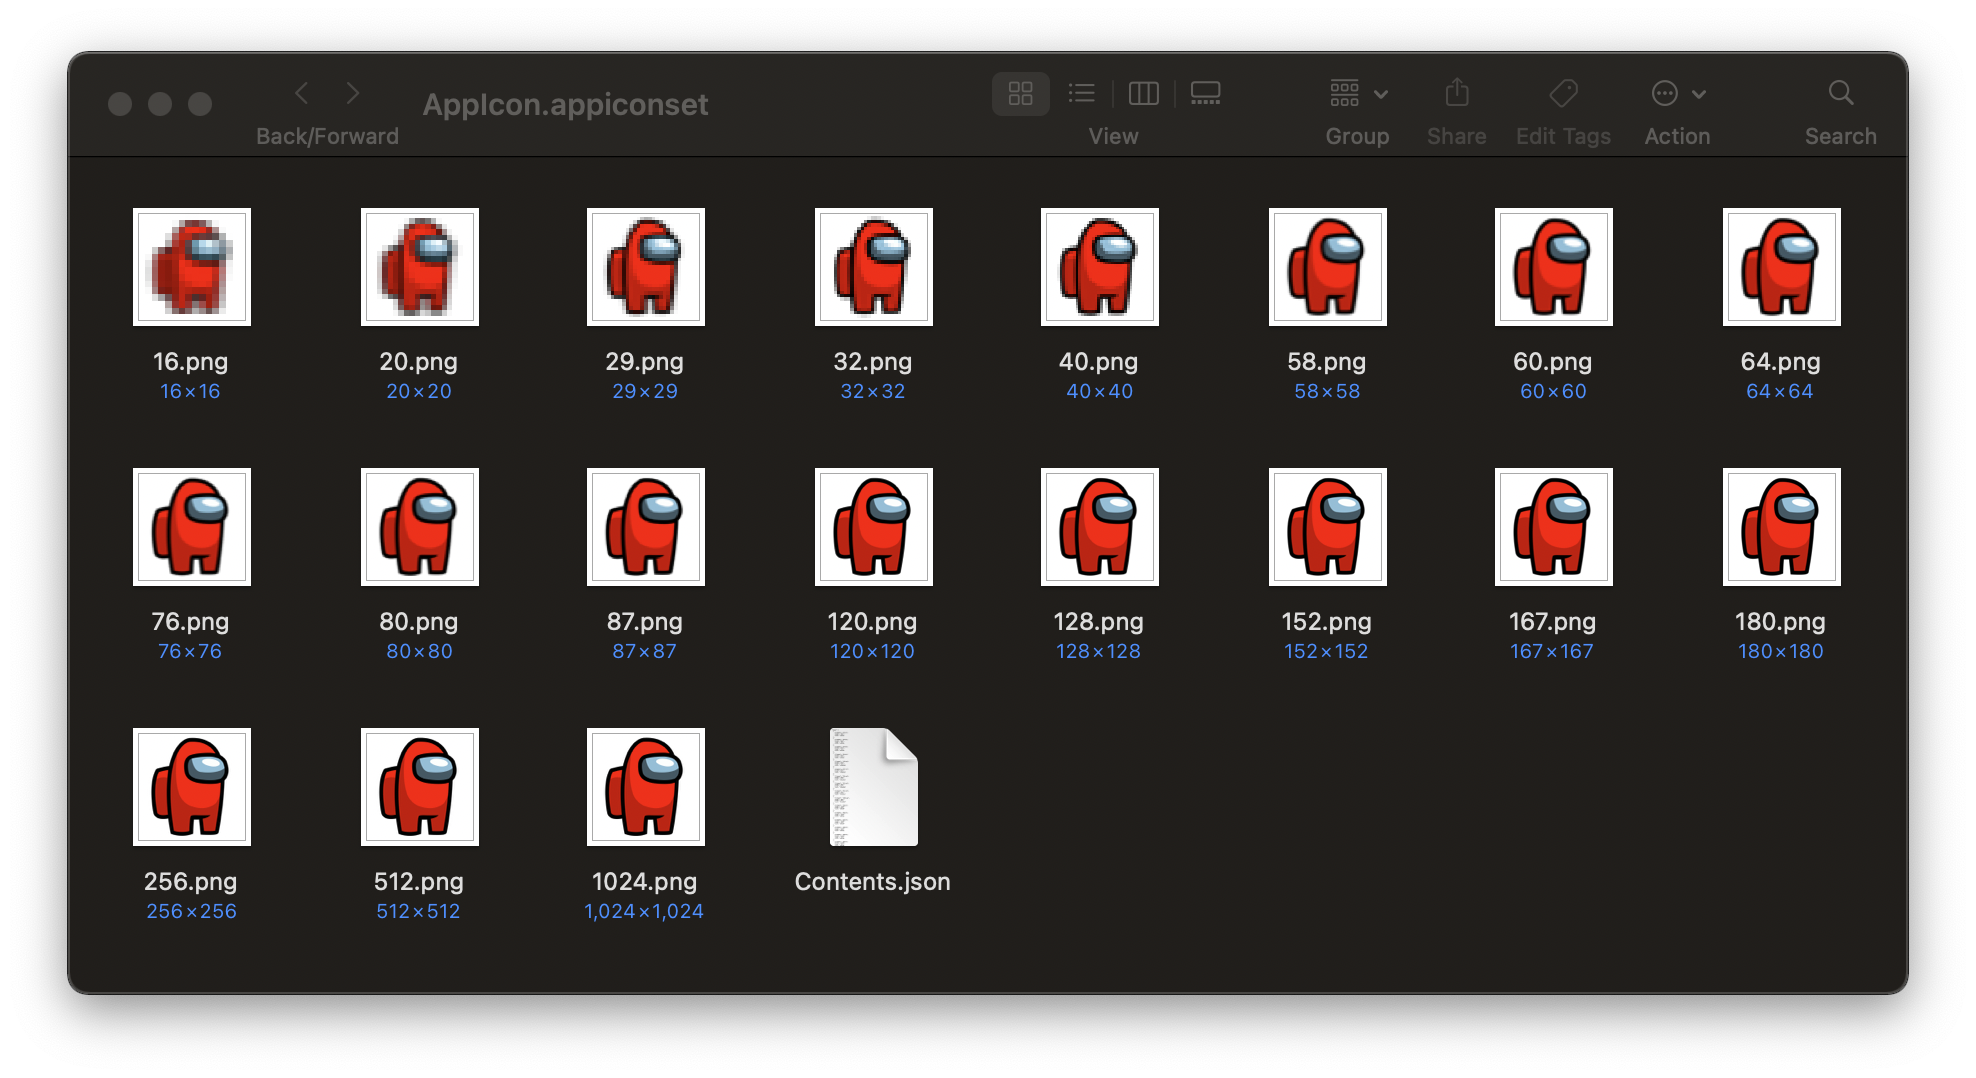 AppIcon.appiconset
Back/Forward
View
Group
Share
Edit Tags
Action
Search
16.png 20.png 29.png 32.png 40.png 58.png 60.png 64.png
16×16 20×20 29×29 32×32 40×40 58×58 60×60 64×64
76.png 80.png 87.png 120.png 128.png 152.png 167.png 180.png
76×76 80×80 87×87 120×120 128×128 152×152 167×167 180×180
256.png 512.png 1024.png Contents.json
256×256 512×512 1,024×1,024